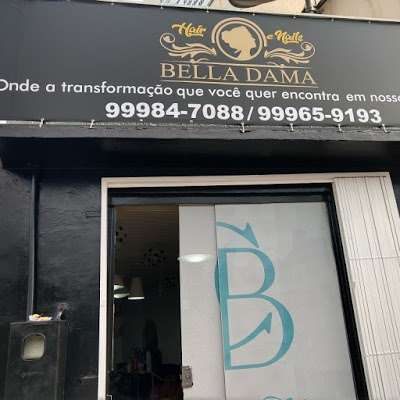 Hair e Nails
BELLA DAMA
Onde a transformação que você quer encontra em nosso
99984-7088 / 99965-9193
B